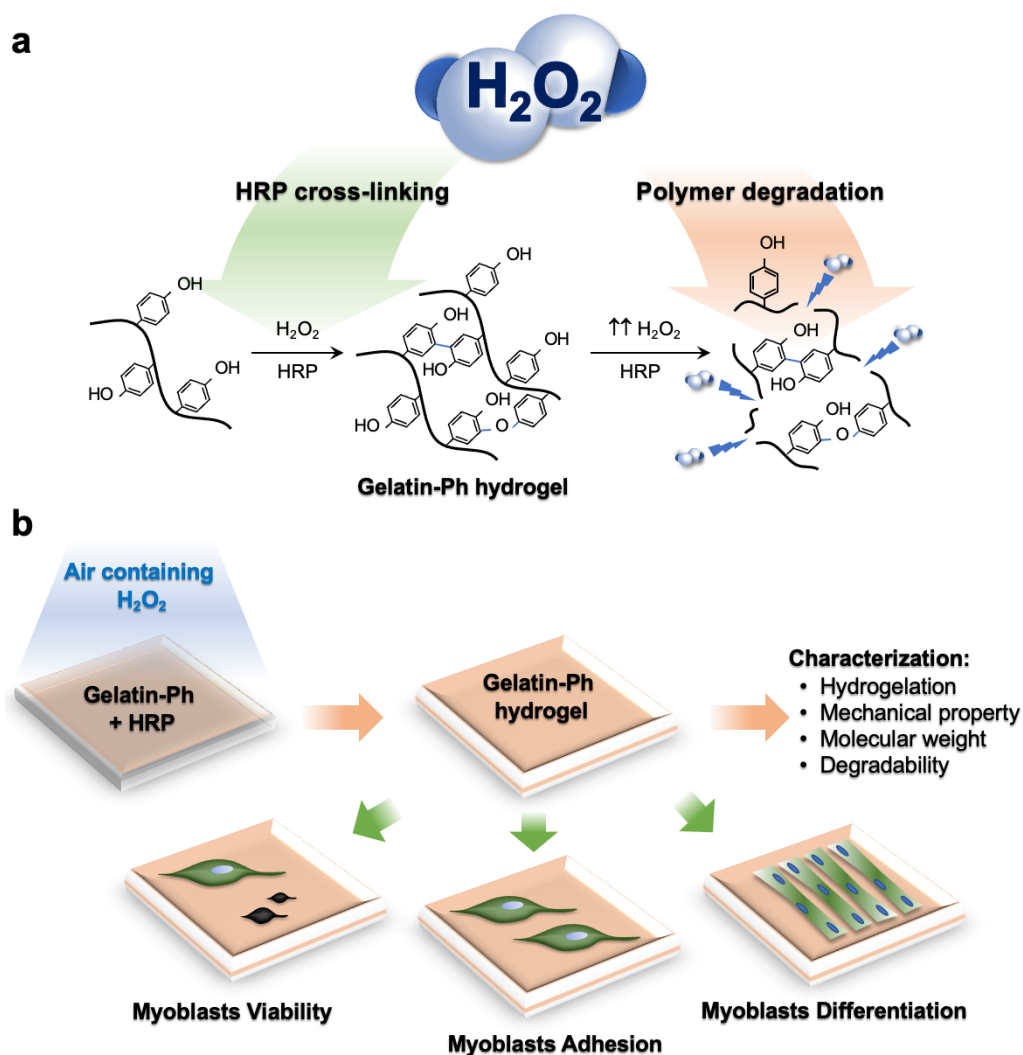 a
H₂O₂
HRP cross-linking
Polymer degradation
OH
HO
OH
H₂O₂
HRP
OH
OH
HO
OH
HO
OH
O
Gelatin-Ph hydrogel
↑↑ H₂O₂
HRP
OH
OH
HO
OH
O
b
Air containing
H₂O₂
Gelatin-Ph
+ HRP
Gelatin-Ph
hydrogel
Characterization:
• Hydrogelation
• Mechanical property
• Molecular weight
• Degradability
Myoblasts Viability
Myoblasts Adhesion
Myoblasts Differentiation